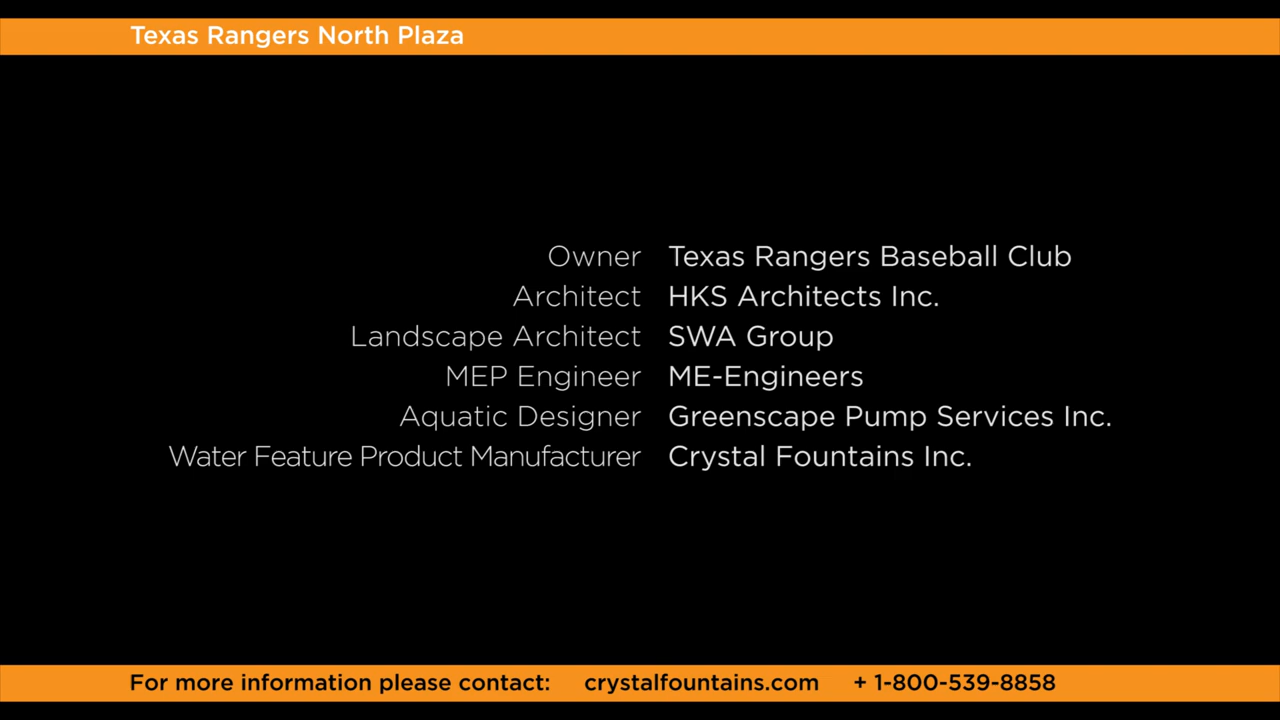 Texas Rangers North Plaza
Owner Texas Rangers Baseball Club
Architect HKS Architects Inc.
Landscape Architect SWA Group
MEP Engineer ME-Engineers
Aquatic Designer Greenscape Pump Services Inc.
Water Feature Product Manufacturer Crystal Fountains Inc.
For more information please contact: crystalfountains.com + 1-800-539-8858